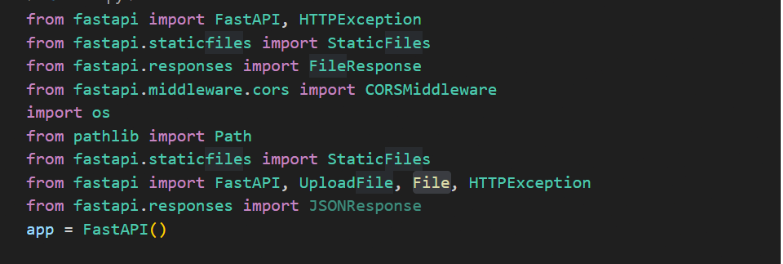 from fastapi import FastAPI, HTTPException
from fastapi.staticfiles import StaticFiles
from fastapi.responses import FileResponse
from fastapi.middleware.cors import CORSMiddleware
import os
from pathlib import Path
from fastapi.staticfiles import StaticFiles
from fastapi import FastAPI, UploadFile, File, HTTPException
from fastapi.responses import JSONResponse
app = FastAPI()